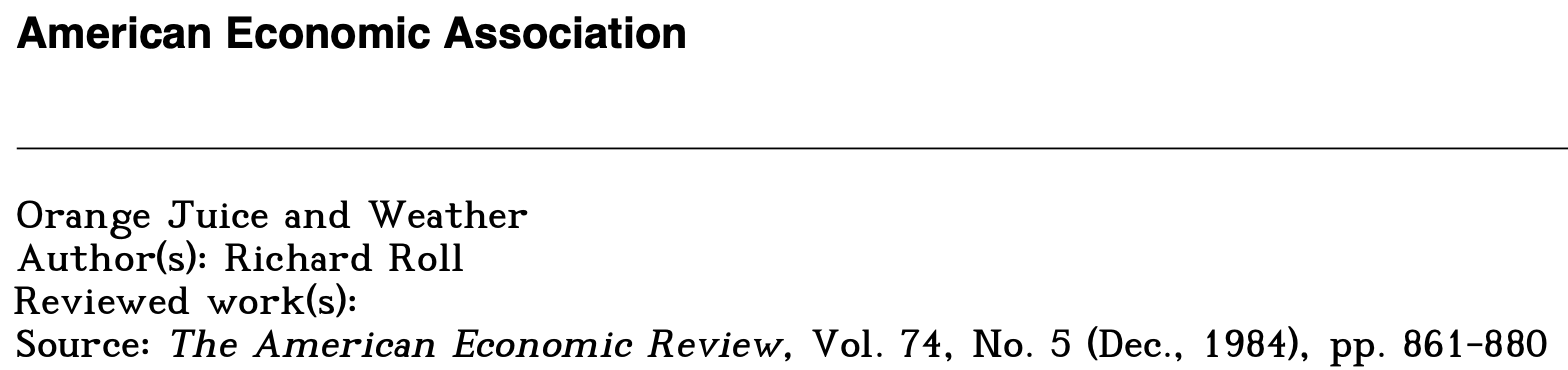 American Economic Association
Orange Juice and Weather
Author(s): Richard Roll
Reviewed work(s):
Source: The American Economic Review, Vol. 74, No. 5 (Dec., 1984), pp. 861-880